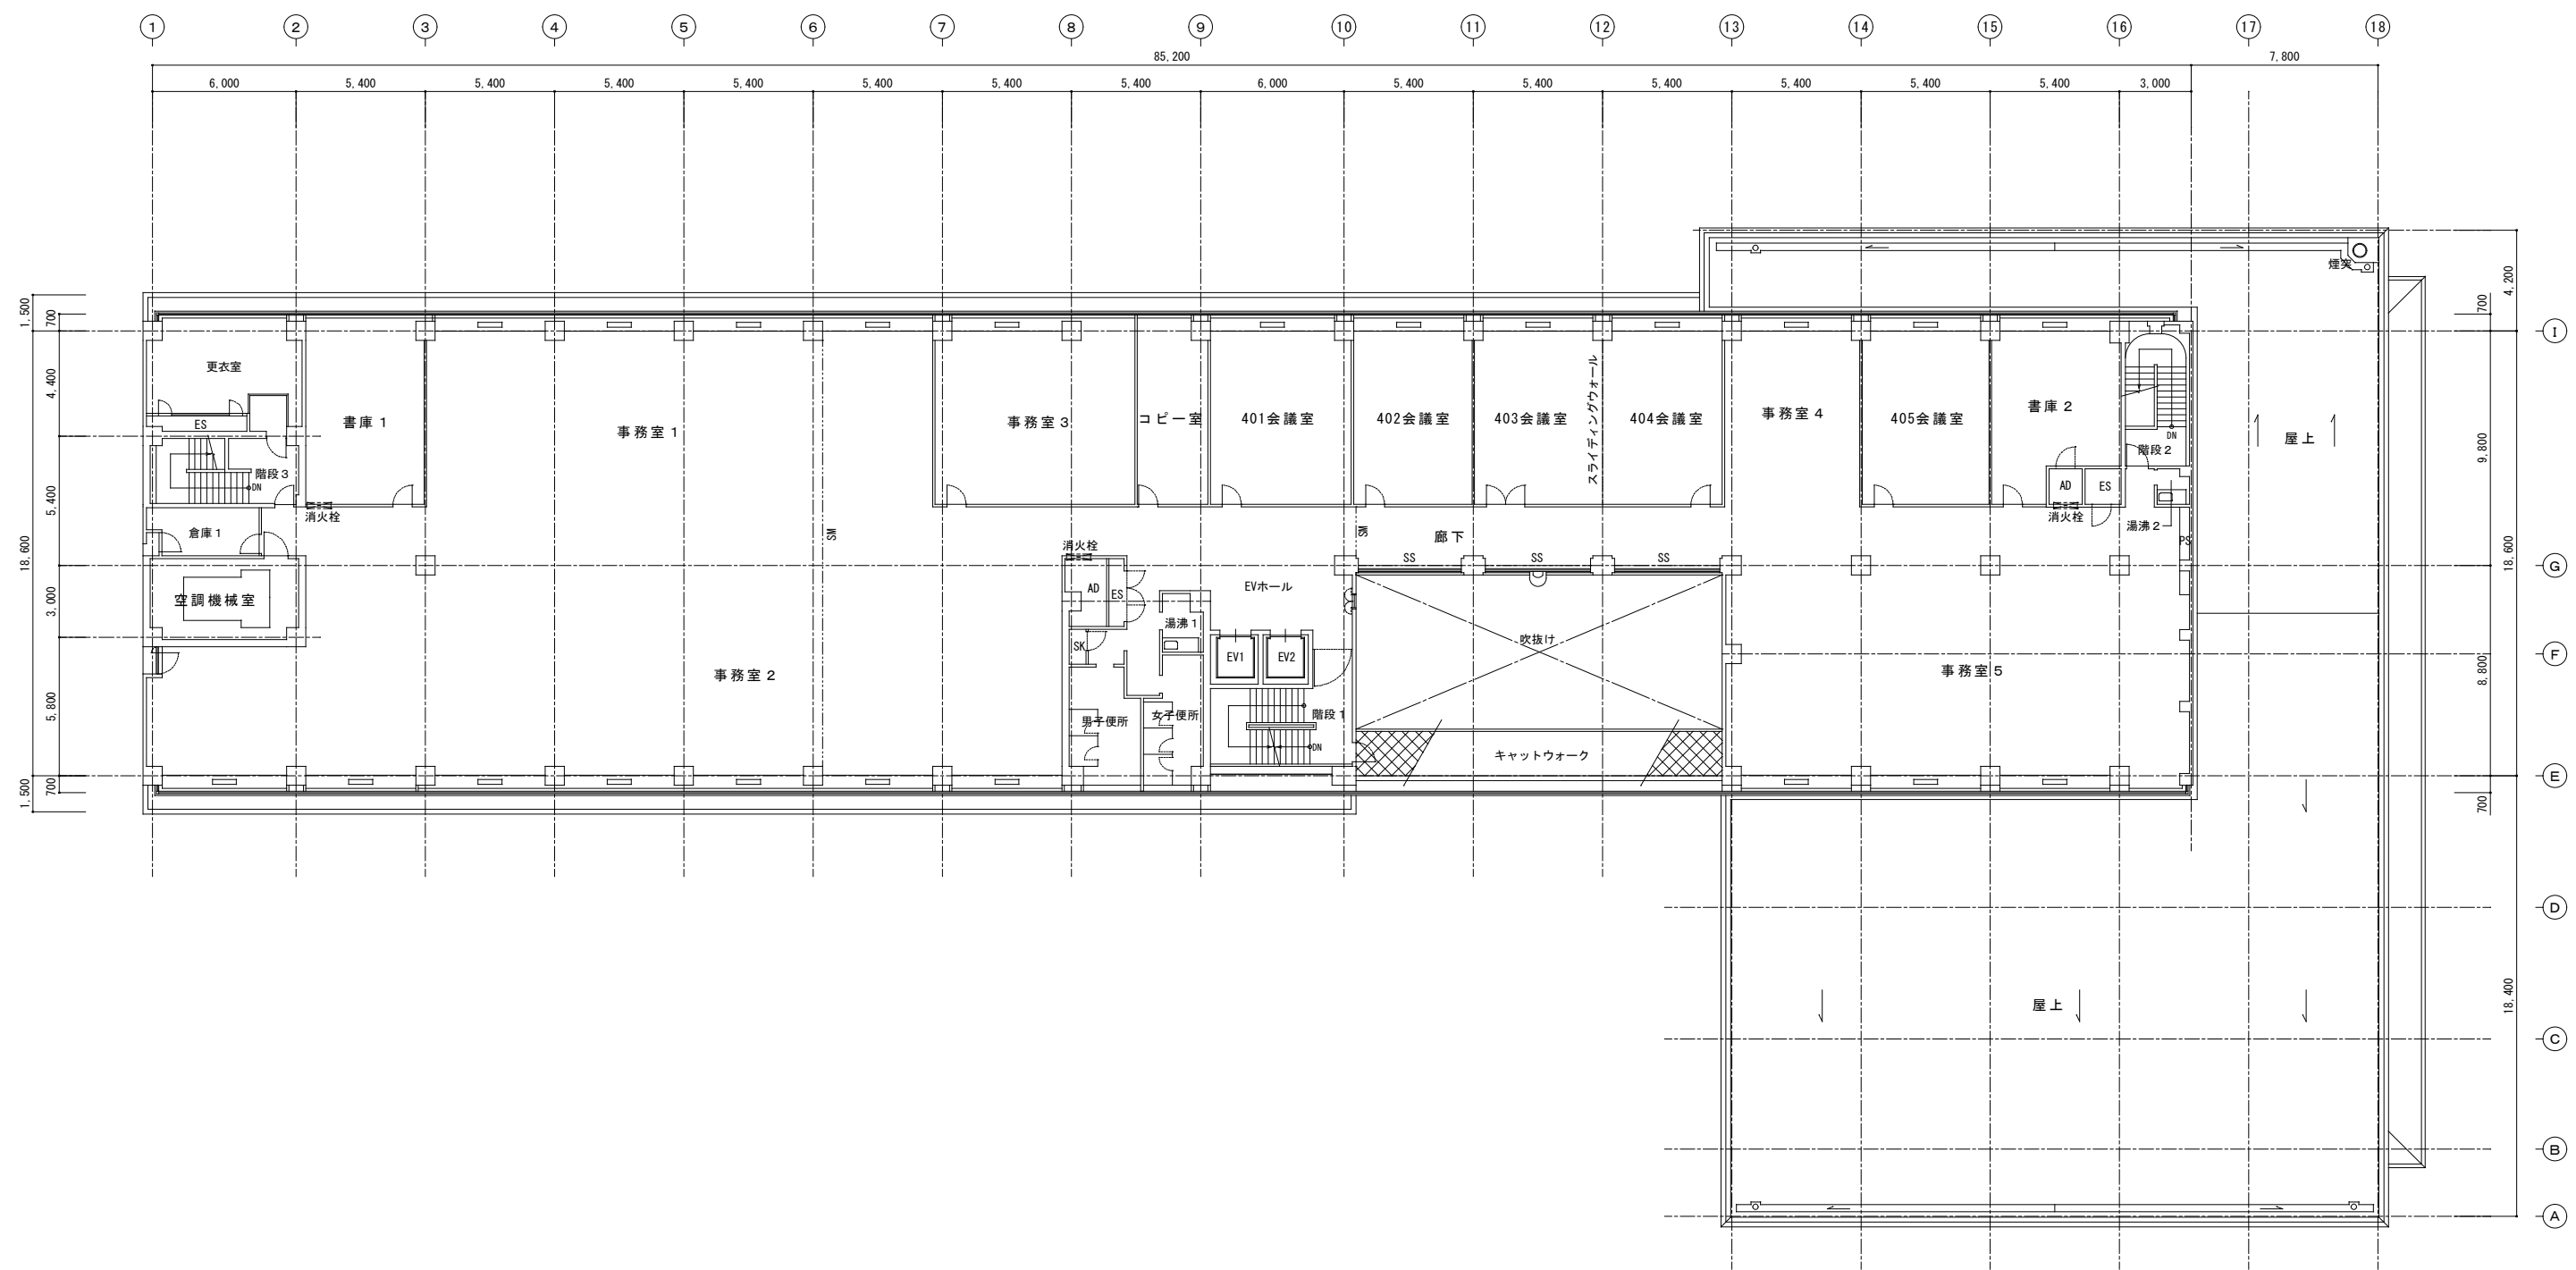 1 2 3 4 5 6 7 8 9 10 11 12 13 14 15 16 17 18
85,200 7,800
6,000 5,400 5,400 5,400 5,400 5,400 5,400 5,400 6,000 5,400 5,400 5,400 5,400 5,400 5,400 3,000
煙突
4,200
1,500
700
700
I
4,400
更衣室
ES
書庫1
事務室1
事務室3
コピー室
401会議室
402会議室
403会議室
スライディングウォール
404会議室
事務室4
405会議室
書庫2
DN
階段2
屋上
9,800
階段3
DN
5,400
AD
ES
消火栓
消火栓
倉庫1
湯沸2
SW
SW
廊下
PS
18,600
18,600
消火栓
SS
SS
SS
G
EVホール
AD
ES
3,000
空調機械室
湯沸1
SK
EV1
EV2
吹抜け
F
事務室2
事務室5
8,800
5,800
男子便所
女子便所
階段1
DN
キャットウォーク
E
1,500
700
700
D
屋上
18,400
C
B
A